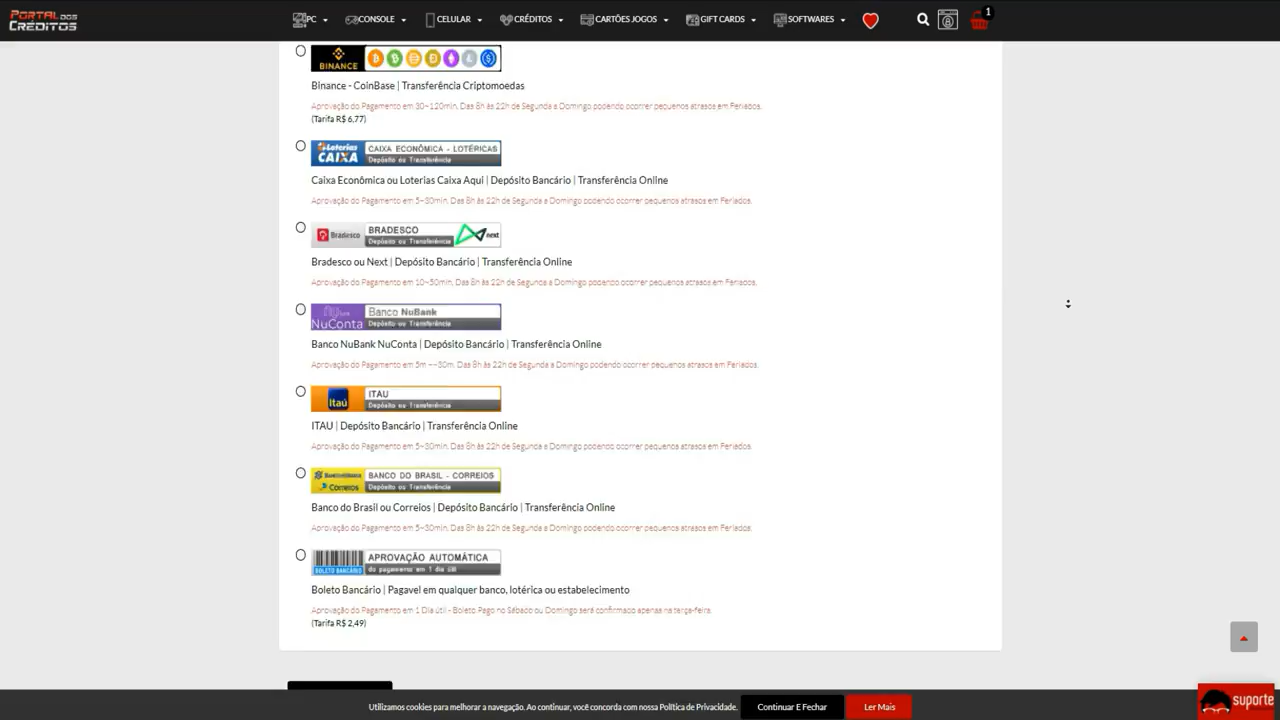 PORTAL DOS CRÉDITOS
PC
CONSOLE
CELULAR
CRÉDITOS
CARTÕES JOGOS
GIFT CARDS
SOFTWARES
1
BINANCE
Binance - CoinBase | Transferência Criptomoedas
Aprovação do Pagamento em 30~120min. Das 8h às 22h de Segunda a Domingo podendo ocorrer pequenos atrasos em Feriados.
(Tarifa R$ 6,77)
Loterias CAIXA
CAIXA ECONÔMICA - LOTÉRICAS
Depósito ou Transferência
Caixa Econômica ou Loterias Caixa Aqui | Depósito Bancário | Transferência Online
Aprovação do Pagamento em 5~30min. Das 8h às 22h de Segunda a Domingo podendo ocorrer pequenos atrasos em Feriados.
Bradesco
BRADESCO
Depósito ou Transferência
next
Bradesco ou Next | Depósito Bancário | Transferência Online
Aprovação do Pagamento em 10~50min. Das 8h às 22h de Segunda a Domingo podendo ocorrer pequenos atrasos em Feriados.
NuConta
Banco NuBank
Depósito ou Transferência
Banco NuBank NuConta | Depósito Bancário | Transferência Online
Aprovação do Pagamento em 5m ~~30m. Das 8h às 22h de Segunda a Domingo podendo ocorrer pequenos atrasos em Feriados.
Itaú
ITAU
Depósito ou Transferência
ITAU | Depósito Bancário | Transferência Online
Aprovação do Pagamento em 5~30min. Das 8h às 22h de Segunda a Domingo podendo ocorrer pequenos atrasos em Feriados.
Correios
BANCO DO BRASIL - CORREIOS
Depósito ou Transferência
Banco do Brasil ou Correios | Depósito Bancário | Transferência Online
Aprovação do Pagamento em 5~30min. Das 8h às 22h de Segunda a Domingo podendo ocorrer pequenos atrasos em Feriados.
BOLETO BANCÁRIO
APROVAÇÃO AUTOMÁTICA
do pagamento em 1 dia útil
Boleto Bancário | Pagavel em qualquer banco, lotérica ou estabelecimento
Aprovação do Pagamento em 1 Dia útil - Boleto Pago no Sábado ou Domingo será confirmado apenas na terça-feira.
(Tarifa R$ 2,49)
Utilizamos cookies para melhorar a navegação. Ao continuar, você concorda com nossa Política de Privacidade.
Continuar E Fechar
Ler Mais
suporte